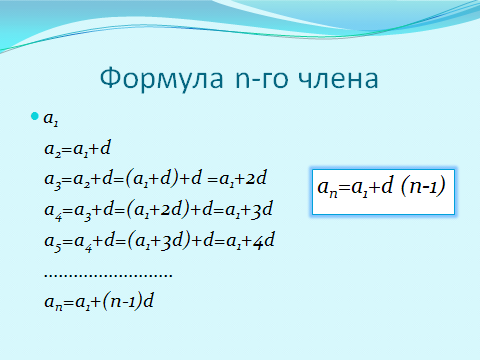 Формула n-го члена
• a₁
a₂=a₁+d
a₃=a₂+d=(a₁+d)+d =a₁+2d
a₄=a₃+d=(a₁+2d)+d=a₁+3d
a₅=a₄+d=(a₁+3d)+d=a₁+4d
..........................
aₙ=a₁+(n-1)d
aₙ=a₁+d (n-1)